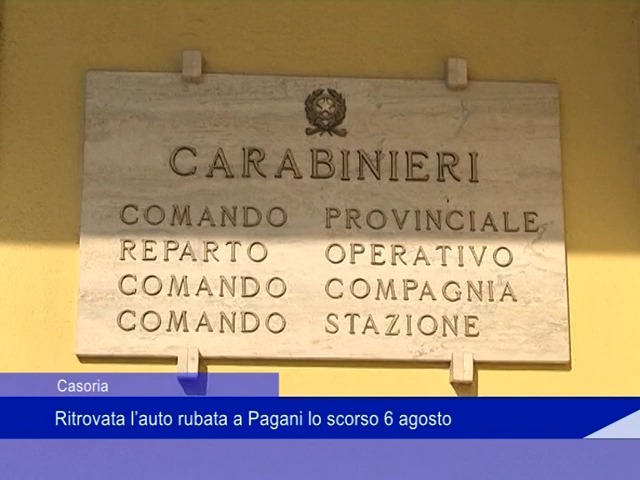 CARABINIERI
COMANDO PROVINCIALE
REPARTO OPERATIVO
COMANDO COMPAGNIA
COMANDO STAZIONE
Casoria
Ritrovata l'auto rubata a Pagani lo scorso 6 agosto